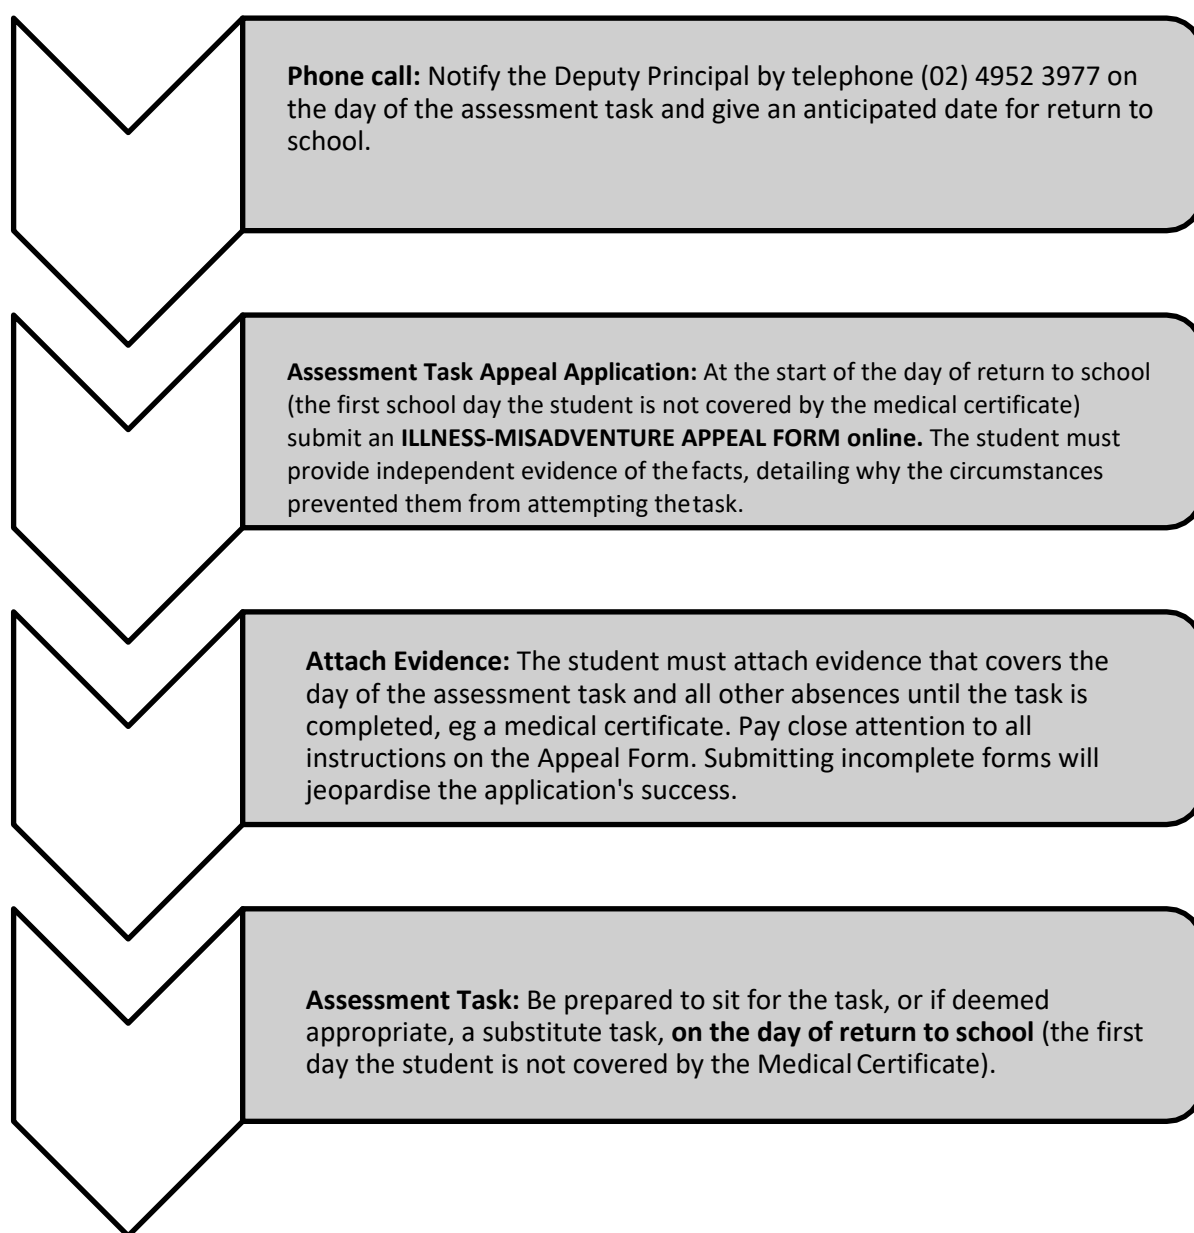 Phone call: Notify the Deputy Principal by telephone (02) 4952 3977 on
the day of the assessment task and give an anticipated date for return to
school.
Assessment Task Appeal Application: At the start of the day of return to school
(the first school day the student is not covered by the medical certificate)
submit an ILLNESS-MISADVENTURE APPEAL FORM online. The student must
provide independent evidence of the facts, detailing why the circumstances
prevented them from attempting the task.
Attach Evidence: The student must attach evidence that covers the
day of the assessment task and all other absences until the task is
completed, eg a medical certificate. Pay close attention to all
instructions on the Appeal Form. Submitting incomplete forms will
jeopardise the application's success.
Assessment Task: Be prepared to sit for the task, or if deemed
appropriate, a substitute task, on the day of return to school (the first
day the student is not covered by the Medical Certificate).